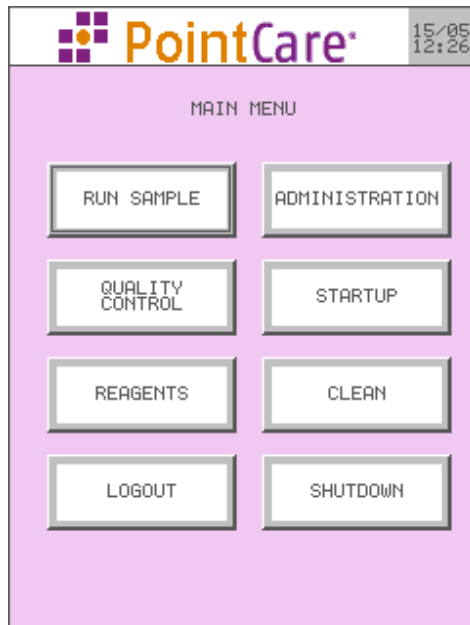 PointCare
15/05
12:26
MAIN MENU
RUN SAMPLE
ADMINISTRATION
QUALITY
CONTROL
STARTUP
REAGENTS
CLEAN
LOGOUT
SHUTDOWN